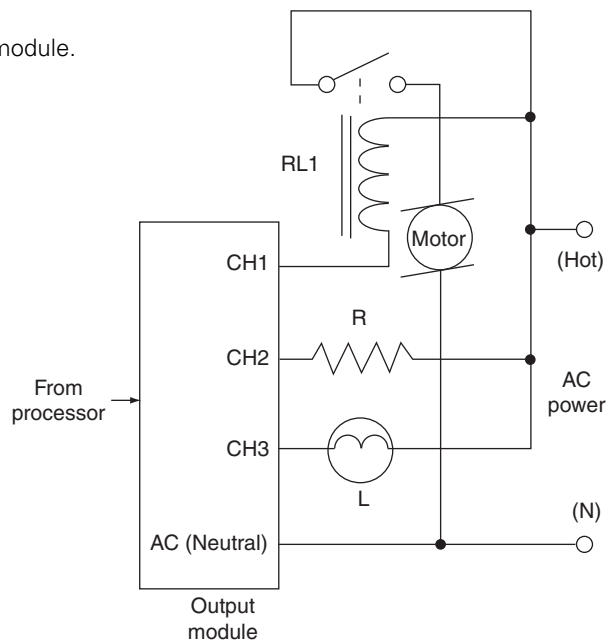 module.
RL1
Motor
CH1
(Hot)
R
CH2
From
processor
AC
power
CH3
L
(N)
AC (Neutral)
Output
module